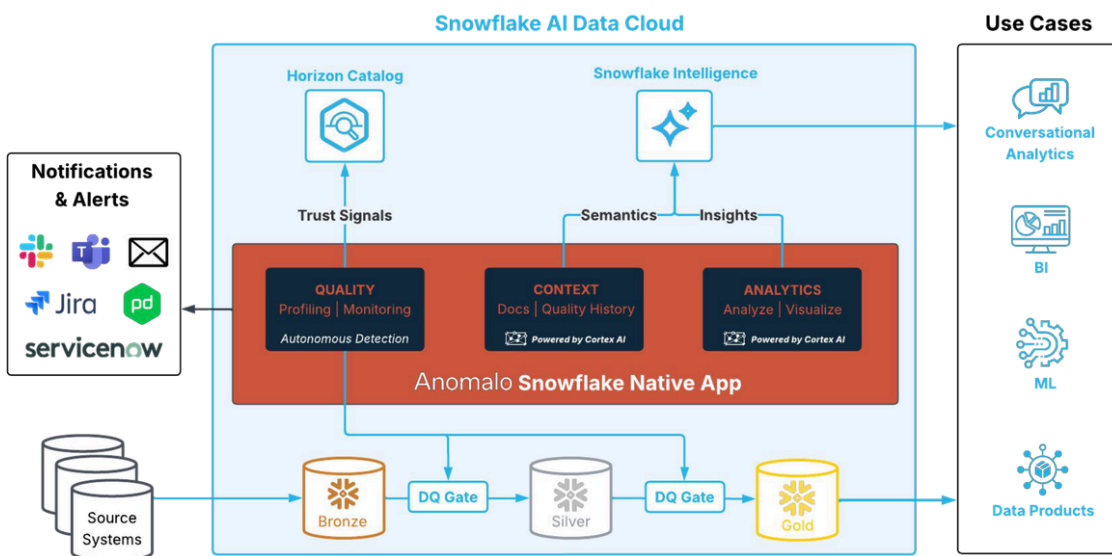 Snowflake AI Data Cloud
Use Cases
Horizon Catalog
Snowflake Intelligence
Conversational
Analytics
Notifications
& Alerts
Trust Signals
Semantics
Insights
T
Jira
pd
servicenow
QUALITY
Profiling | Monitoring
Autonomous Detection
CONTEXT
Docs | Quality History
Powered by Cortex AI
ANALYTICS
Analyze | Visualize
Powered by Cortex AI
Anomalo Snowflake Native App
BI
ML
Source
Systems
Bronze
DQ Gate
Silver
DQ Gate
Gold
Data Products